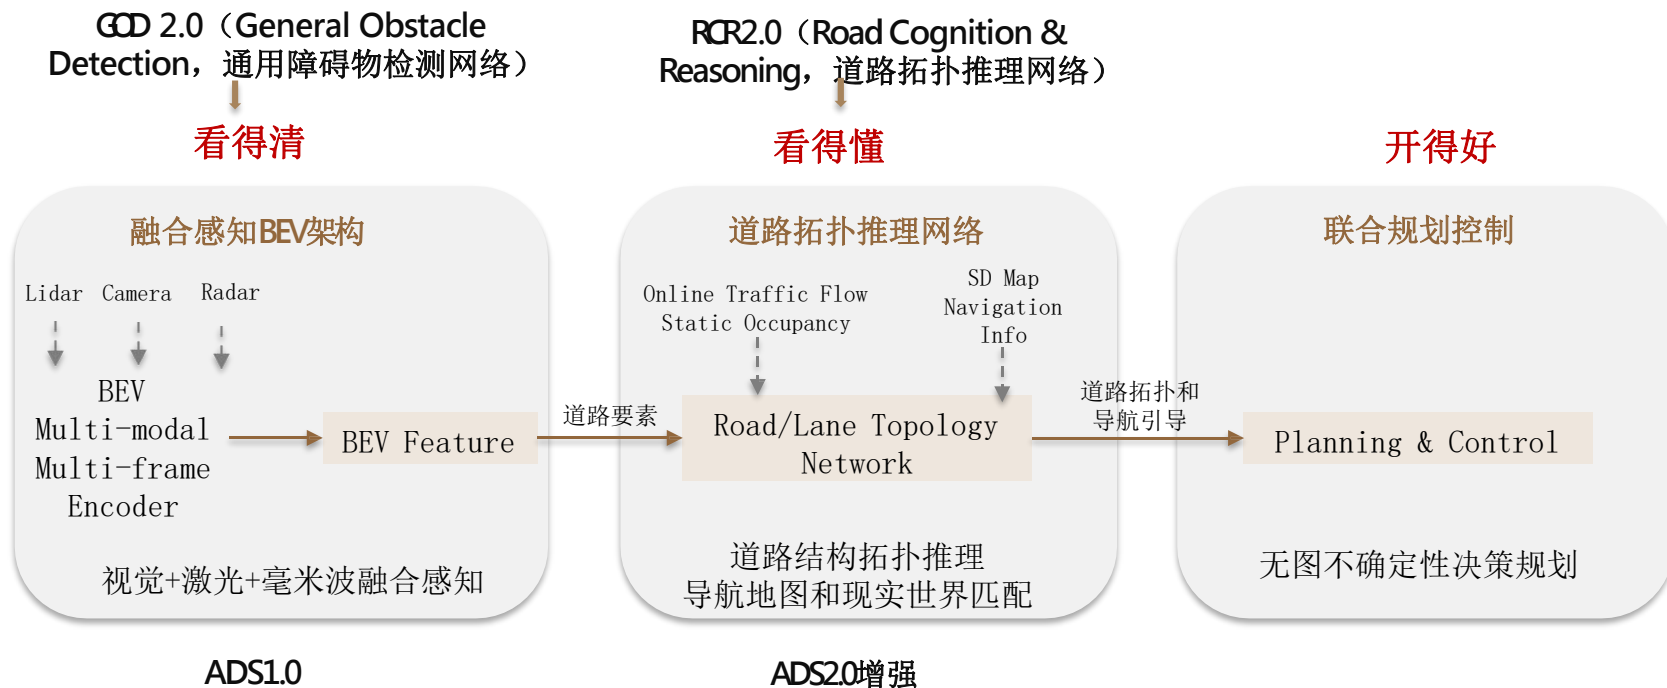 GOD 2.0（General Obstacle
Detection，通用障碍物检测网络）
看得清
融合感知BEV架构
Lidar Camera Radar
BEV
Multi-modal
Multi-frame
Encoder
BEV Feature
视觉+激光+毫米波融合感知
ADS1.0
道路要素
RCR2.0（Road Cognition &
Reasoning，道路拓扑推理网络）
看得懂
道路拓扑推理网络
Online Traffic Flow
Static Occupancy
SD Map
Navigation
Info
Road/Lane Topology
Network
道路结构拓扑推理
导航地图和现实世界匹配
ADS2.0增强
道路拓扑和
导航引导
开得好
联合规划控制
Planning & Control
无图不确定性决策规划